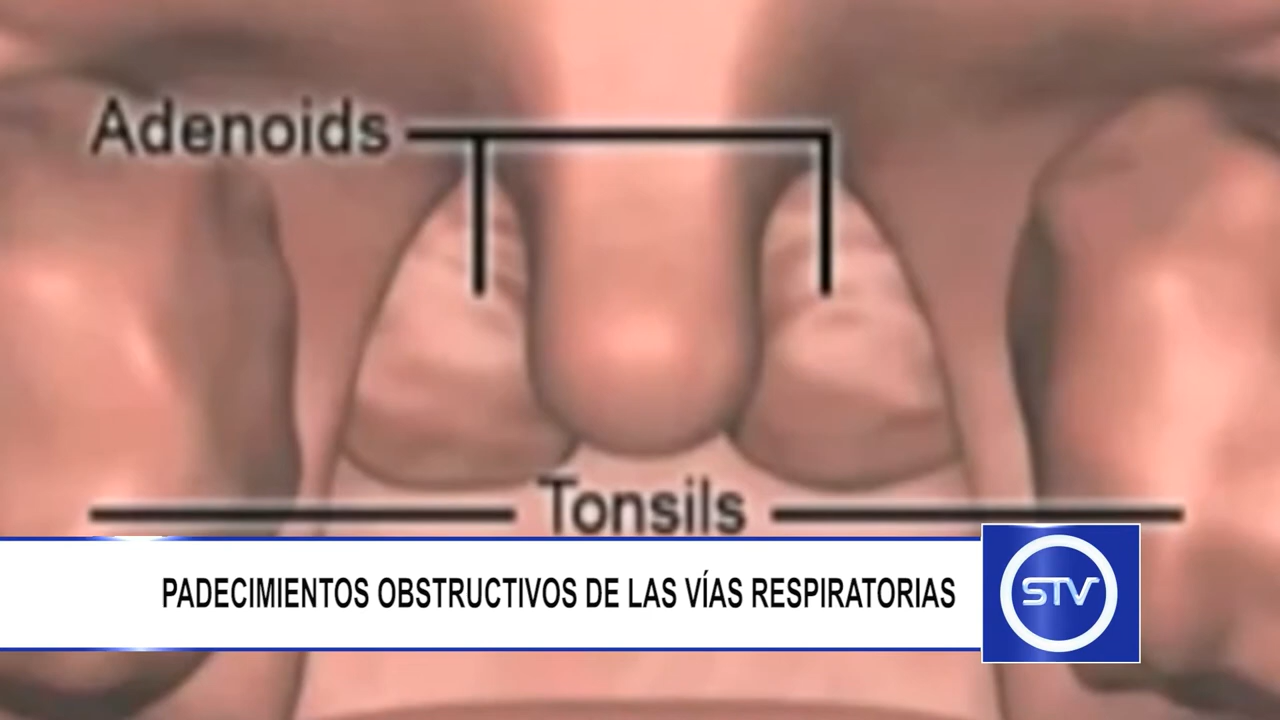 Adenoids
Tonsils
PADECIMIENTOS OBSTRUCTIVOS DE LAS VÍAS RESPIRATORIAS
STV